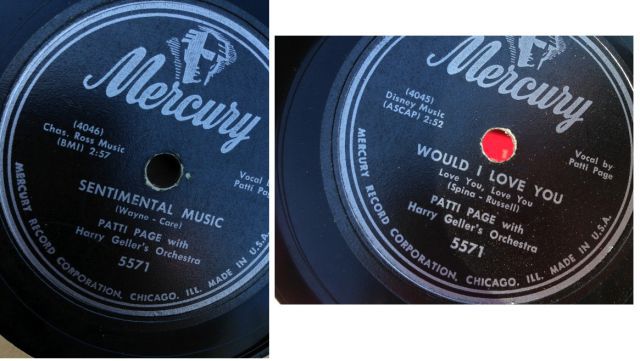 Mercury
(4046)
Chas. Ross Music
(BMI) 2:57
Vocal by
Patti Page
SENTIMENTAL MUSIC
(Wayne - Care)
PATTI PAGE with
Harry Geller's Orchestra
5571
MERCURY RECORD CORPORATION, CHICAGO, ILL. MADE IN U.S.A.
Mercury
(4045)
Disney Music
(ASCAP) 2:52
Vocal by
Patti Page
WOULD I LOVE YOU
Love You, Love You
(Spina - Russell)
PATTI PAGE with
Harry Geller's Orchestra
5571
MERCURY RECORD CORPORATION, CHICAGO, ILL. MADE IN U.S.A.